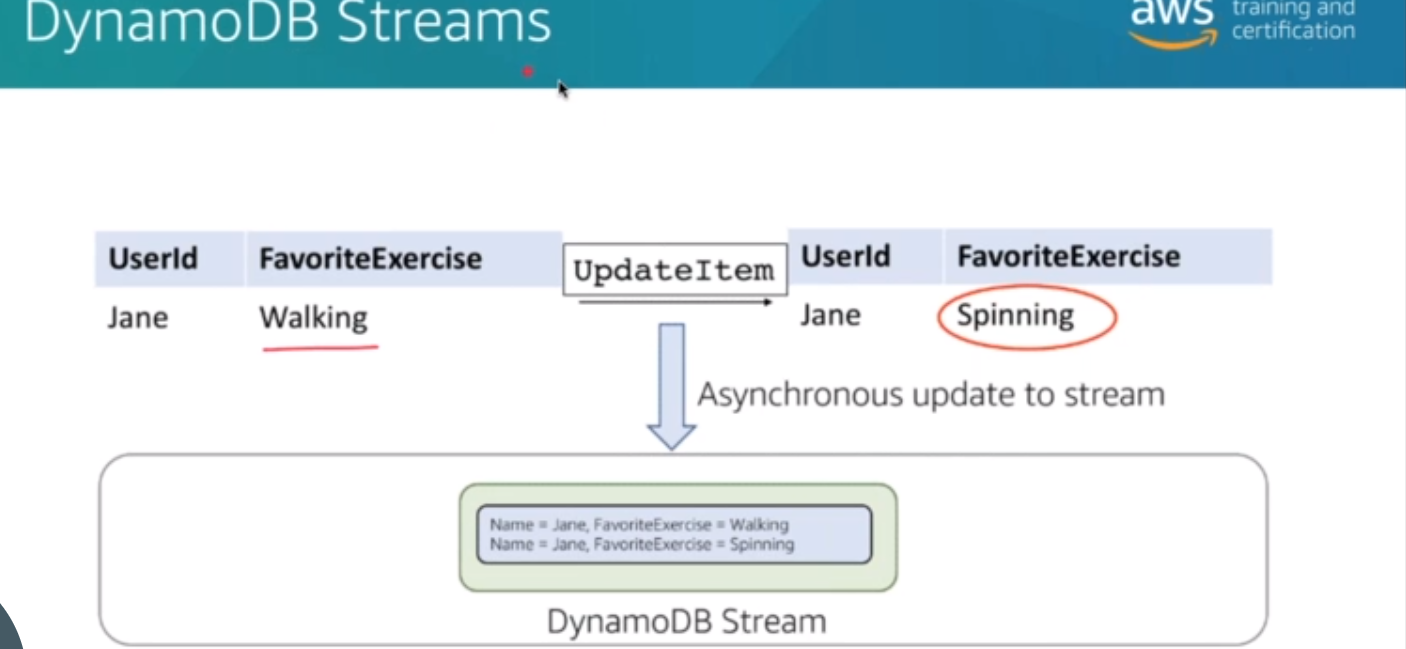 DynamoDB Streams
aws training and
certification
UserId FavoriteExercise
Jane Walking
UpdateItem
UserId FavoriteExercise
Jane Spinning
Asynchronous update to stream
Name = Jane, FavoriteExercise = Walking
Name = Jane, FavoriteExercise = Spinning
DynamoDB Stream